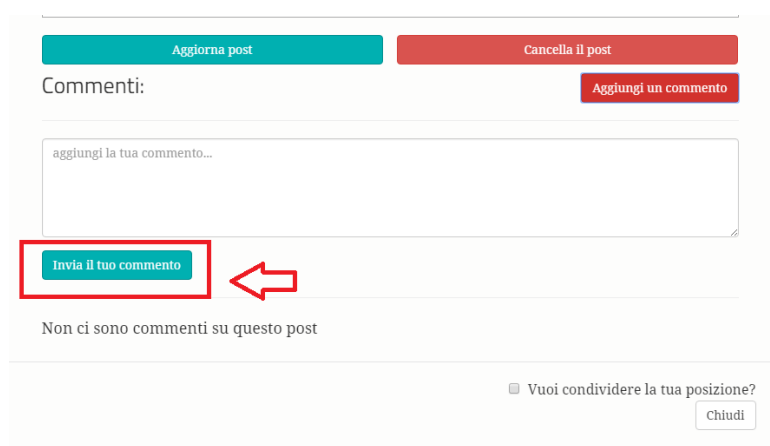 Aggiorna post
Cancella il post
Commenti:
Aggiungi un commento
aggiungi la tua commento...
Invia il tuo commento
Non ci sono commenti su questo post
Vuoi condividere la tua posizione?
Chiudi